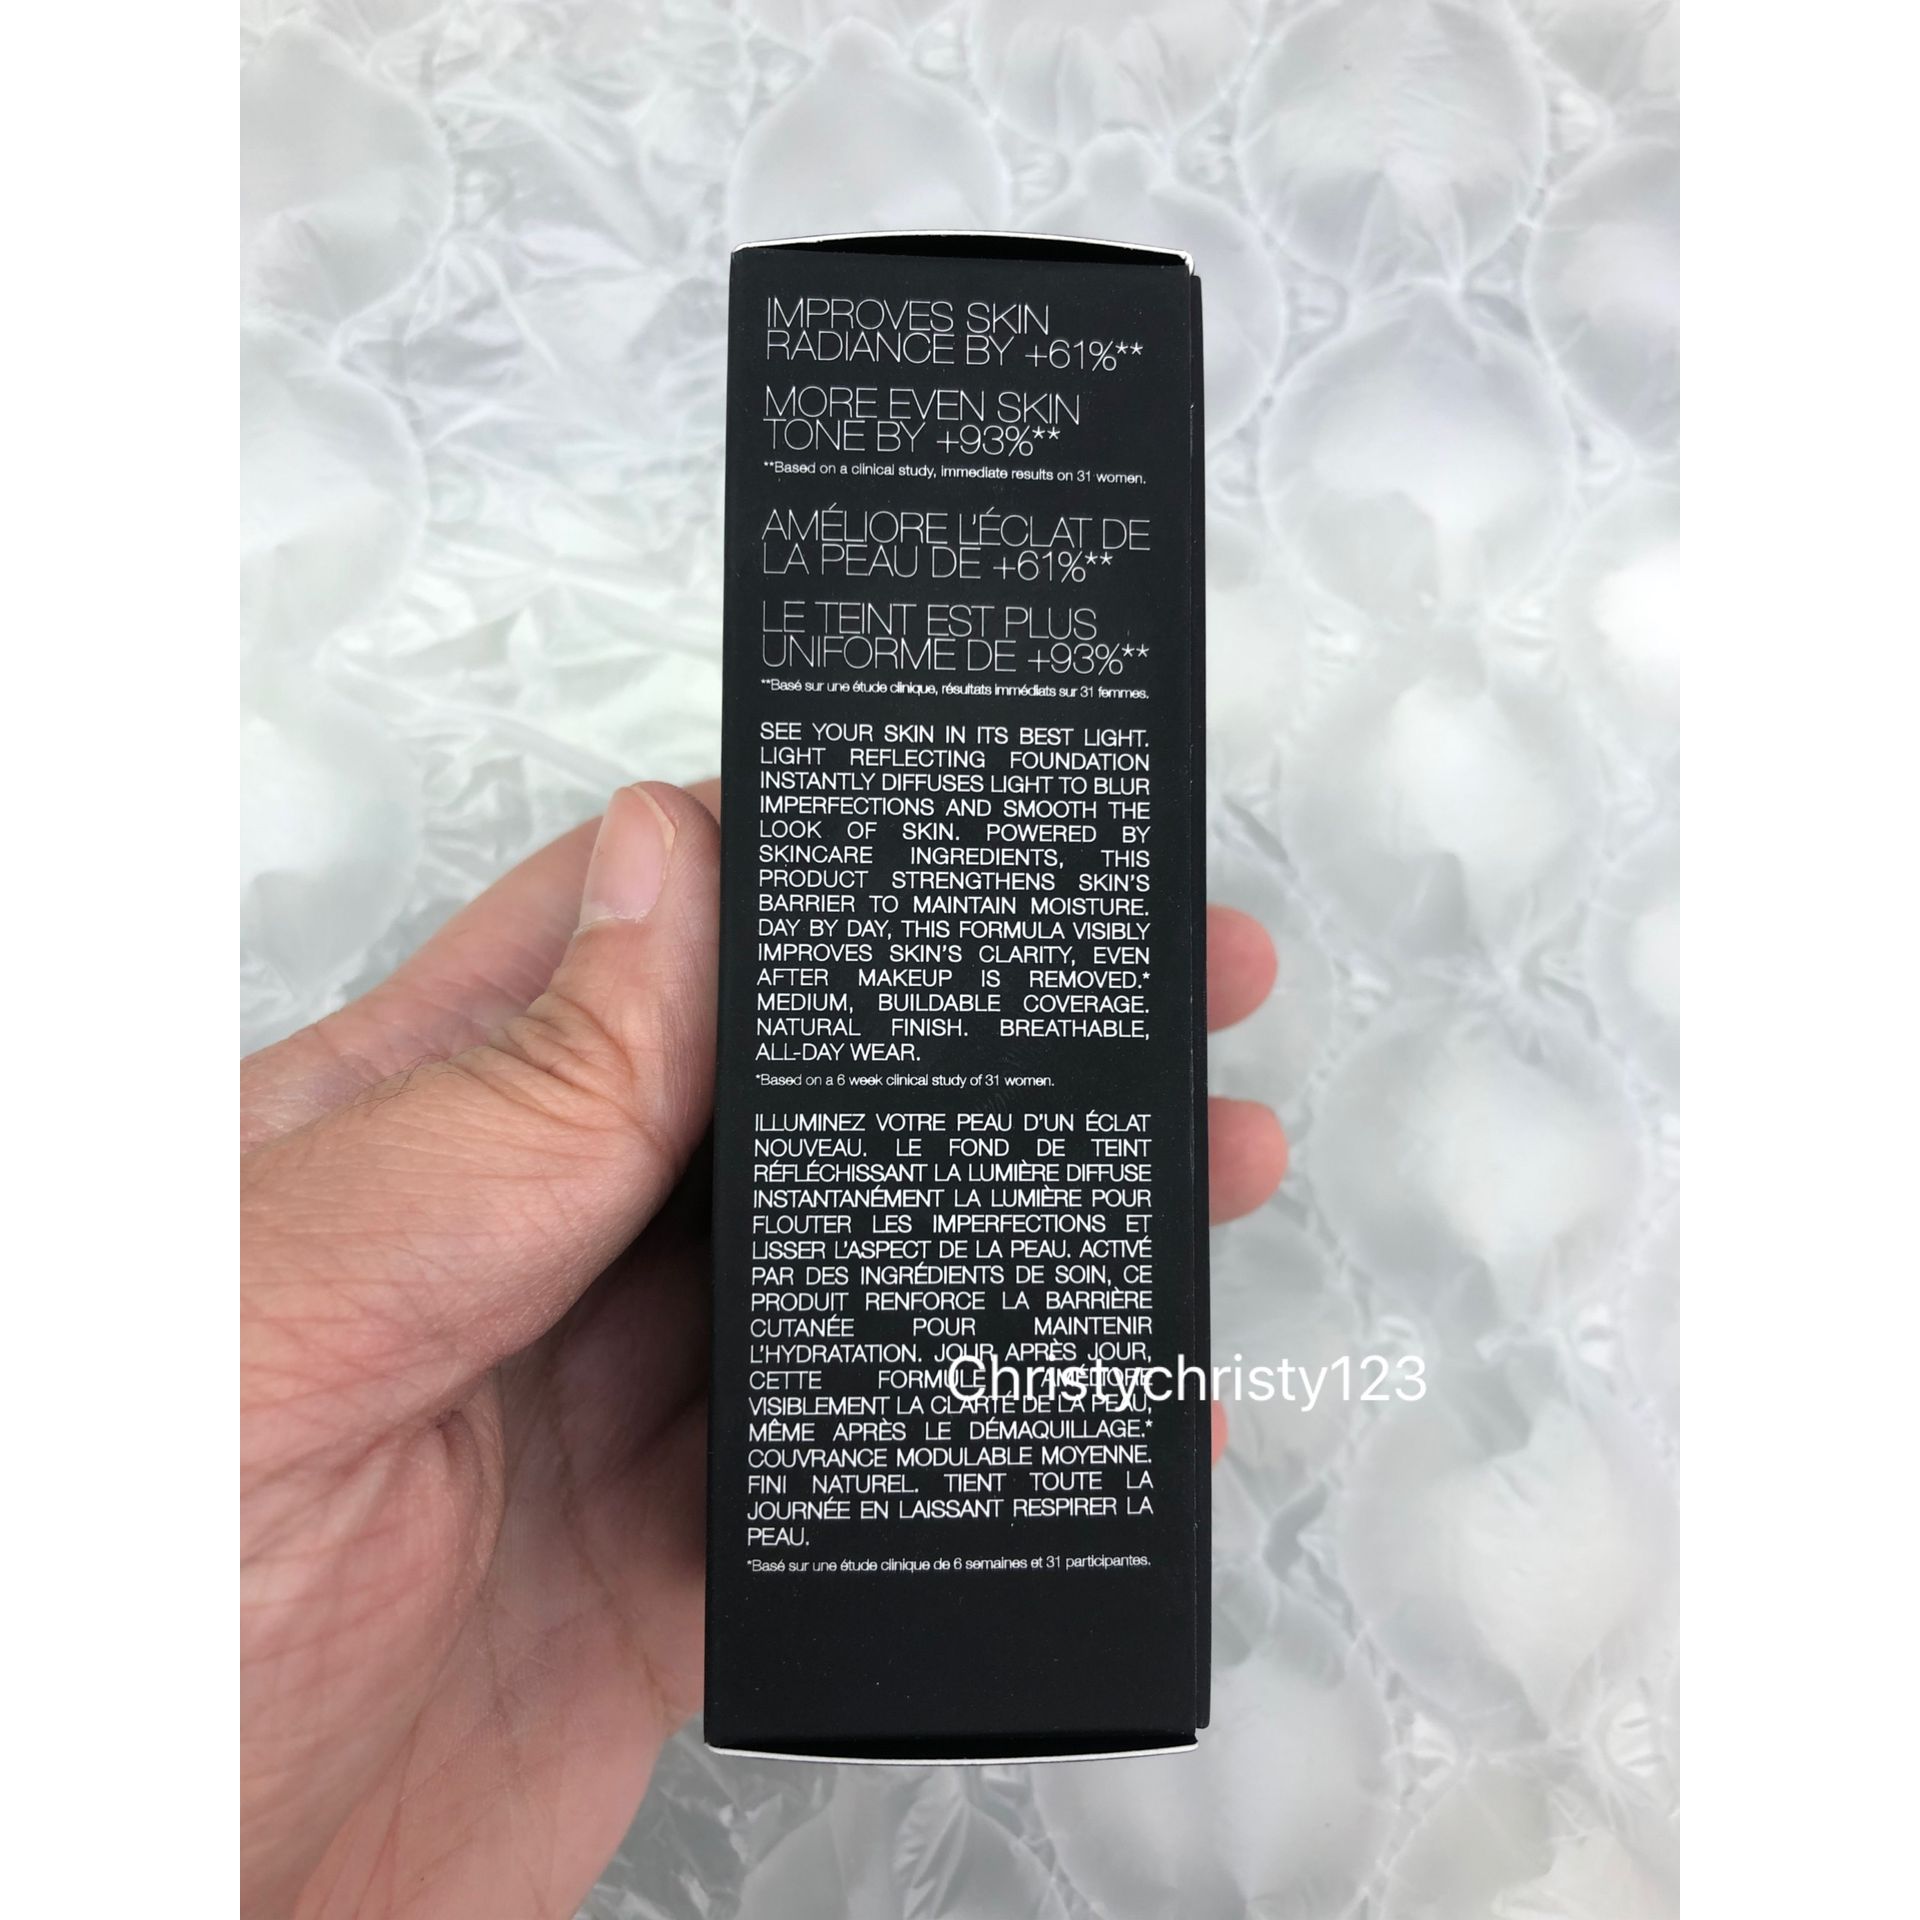 IMPROVES SKIN
RADIANCE BY +61%**
MORE EVEN SKIN
TONE BY +93%**
**Based on a clinical study, immediate results on 31 women.
AMÉLIORE L'ÉCLAT DE
LA PEAU DE +61%**
LE TEINT EST PLUS
UNIFORME DE +93%**
**Basé sur une étude clinique, résultats immédiats sur 31 femmes.
SEE YOUR SKIN IN ITS BEST LIGHT.
LIGHT REFLECTING FOUNDATION
INSTANTLY DIFFUSES LIGHT TO BLUR
IMPERFECTIONS AND SMOOTH THE
LOOK OF SKIN. POWERED BY
SKINCARE INGREDIENTS, THIS
PRODUCT STRENGTHENS SKIN'S
BARRIER TO MAINTAIN MOISTURE.
DAY BY DAY, THIS FORMULA VISIBLY
IMPROVES SKIN'S CLARITY, EVEN
AFTER MAKEUP IS REMOVED.*
MEDIUM, BUILDABLE COVERAGE.
NATURAL FINISH. BREATHABLE,
ALL-DAY WEAR.
*Based on a 6 week clinical study of 31 women.
ILLUMINEZ VOTRE PEAU D'UN ÉCLAT
NOUVEAU. LE FOND DE TEINT
RÉFLÉCHISSANT LA LUMIÈRE DIFFUSE
INSTANTANÉMENT LA LUMIÈRE POUR
FLOUTER LES IMPERFECTIONS ET
LISSER L'ASPECT DE LA PEAU. ACTIVÉ
PAR DES INGRÉDIENTS DE SOIN, CE
PRODUIT RENFORCE LA BARRIÈRE
CUTANÉE POUR MAINTENIR
L'HYDRATATION. JOUR APRÈS JOUR,
CETTE FORMULE AMÉLIORE
Christychristy123
VISIBLEMENT LA CLARTÉ DE LA PEAU,
MÊME APRÈS LE DÉMAQUILLAGE.*
COUVRANCE MODULABLE MOYENNE.
FINI NATUREL. TIENT TOUTE LA
JOURNÉE EN LAISSANT RESPIRER LA
PEAU.
*Basé sur une étude clinique de 6 semaines et 31 participantes.